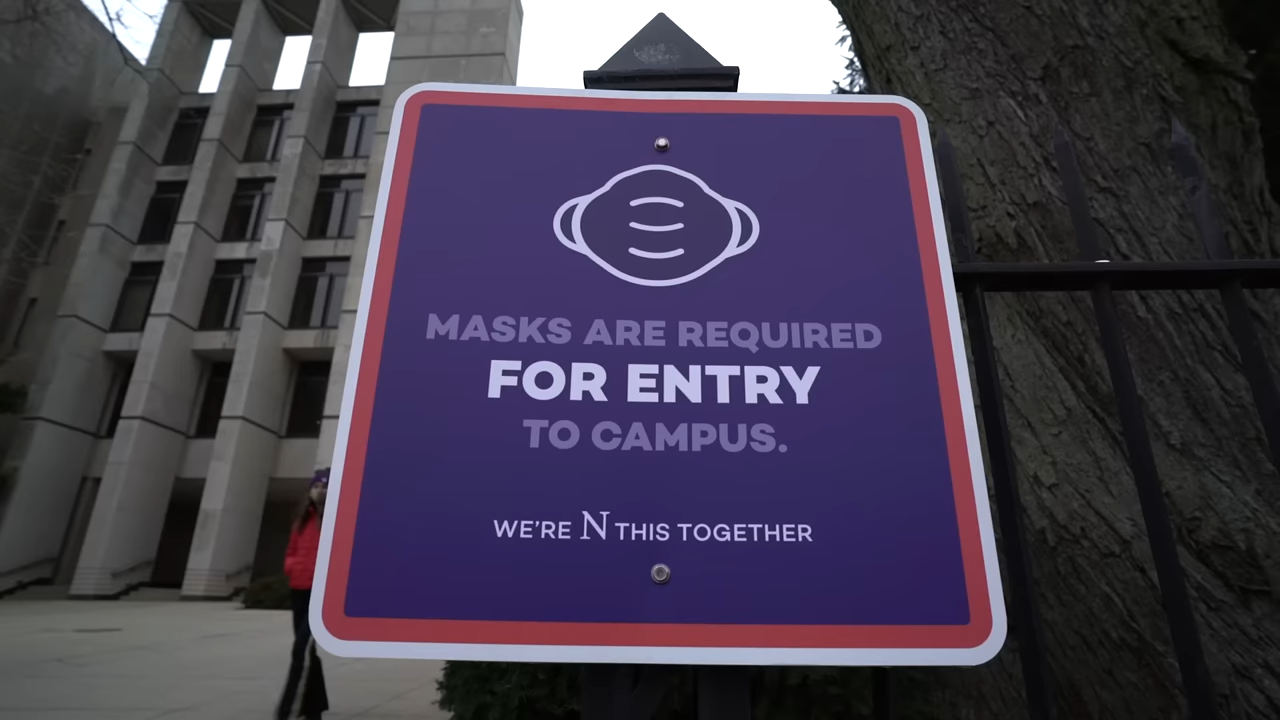 MASKS ARE REQUIRED
FOR ENTRY
TO CAMPUS.
WE'RE N THIS TOGETHER